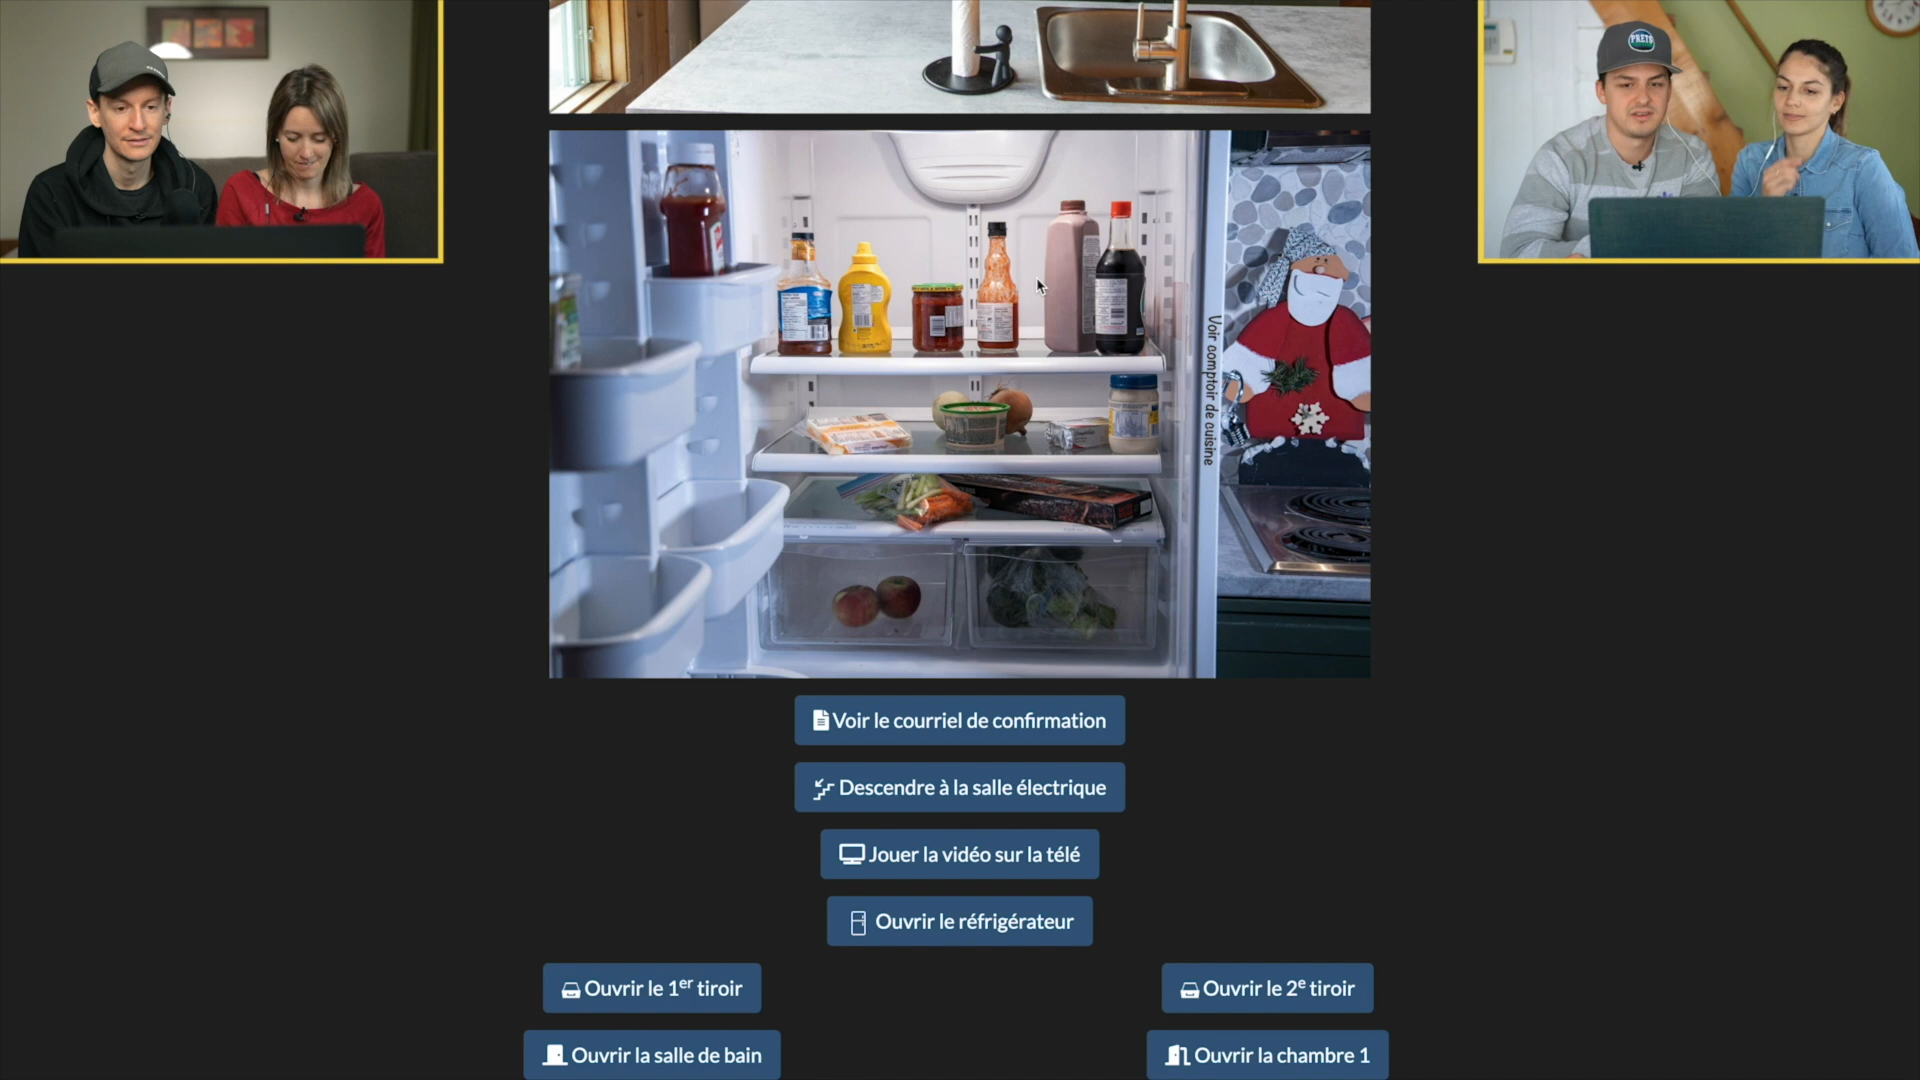 PRETS
Voir comptoir de cuisine
Voir le courriel de confirmation
Descendre à la salle électrique
Jouer la vidéo sur la télé
Ouvrir le réfrigérateur
Ouvrir le 1er tiroir
Ouvrir le 2e tiroir
Ouvrir la salle de bain
Ouvrir la chambre 1